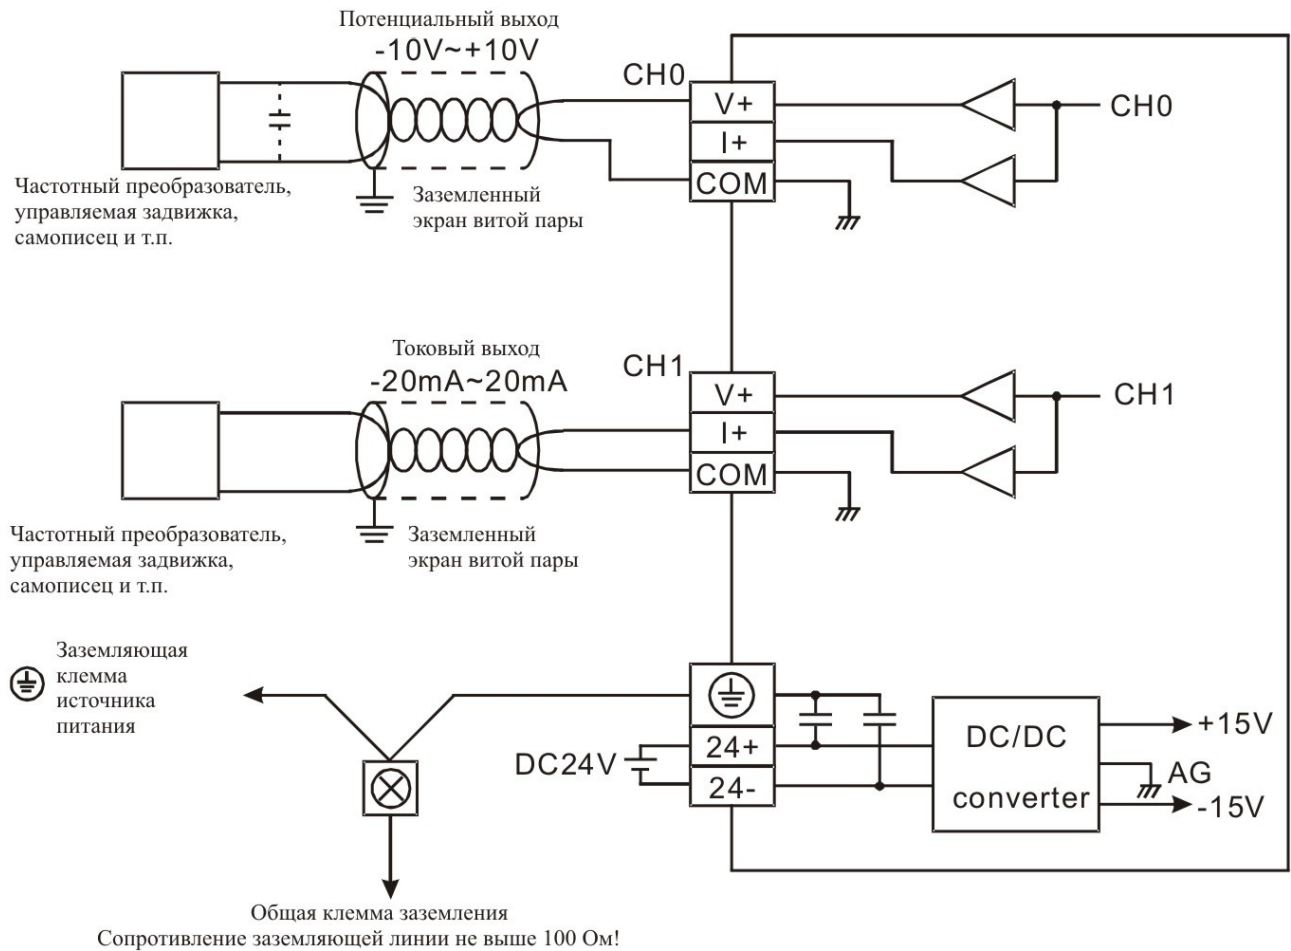 Потенциальный выход
-10V~+10V
CH0
V+
I+
COM
CH0
Частотный преобразователь,
управляемая задвижка,
самописец и т.п.
Заземленный
экран витой пары
Токовый выход
-20mA~20mA
CH1
V+
I+
COM
CH1
Частотный преобразователь,
управляемая задвижка,
самописец и т.п.
Заземленный
экран витой пары
Заземляющая
клемма
источника
питания
DC24V
24+
24-
DC/DC
converter
+15V
AG
-15V
Общая клемма заземления
Сопротивление заземляющей линии не выше 100 Ом!